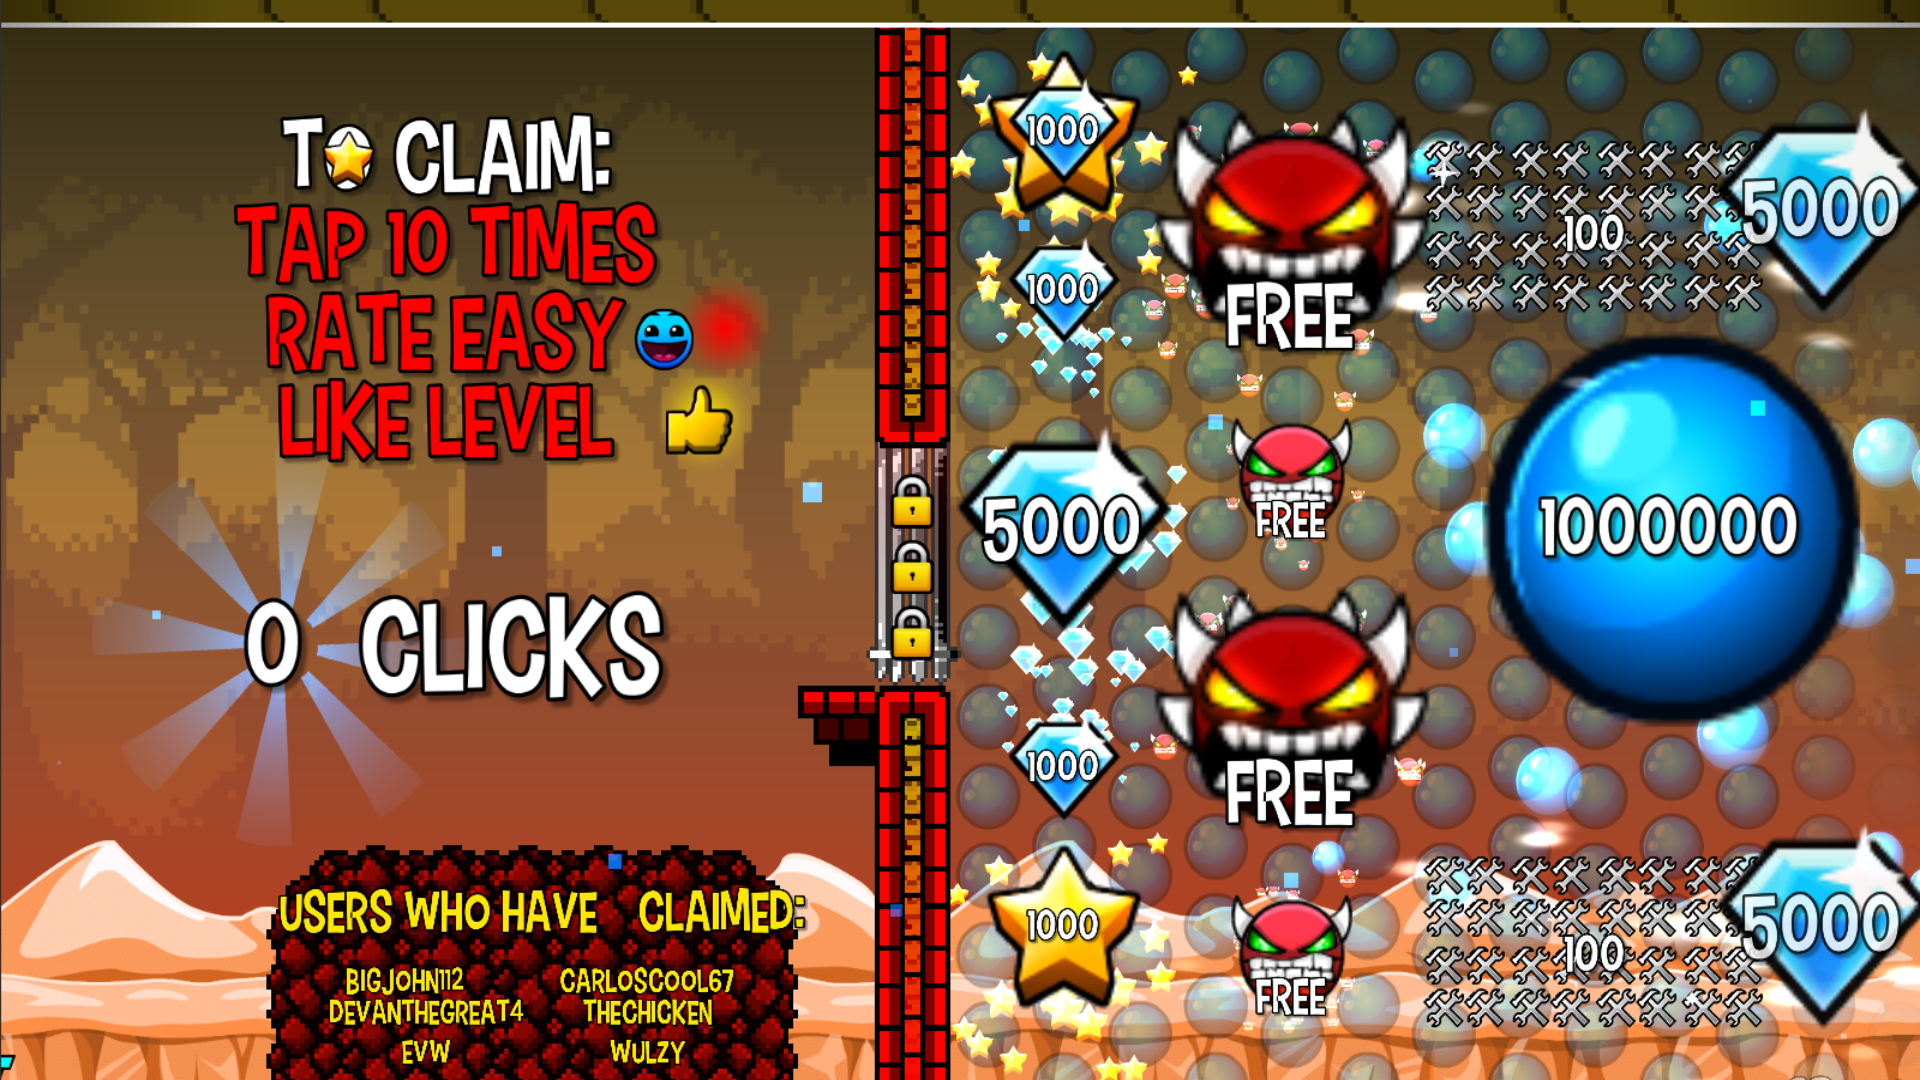 TO CLAIM:
TAP 10 TIMES
RATE EASY
LIKE LEVEL
0 CLICKS
USERS WHO HAVE CLAIMED:
BIGJOHN112 CARLOSCOOL67
DEVANTHEGREAT4 THECHICKEN
EVW WULZY
1000
1000
5000
1000
1000
FREE
FREE
FREE
FREE
100
5000
1000000
100
5000